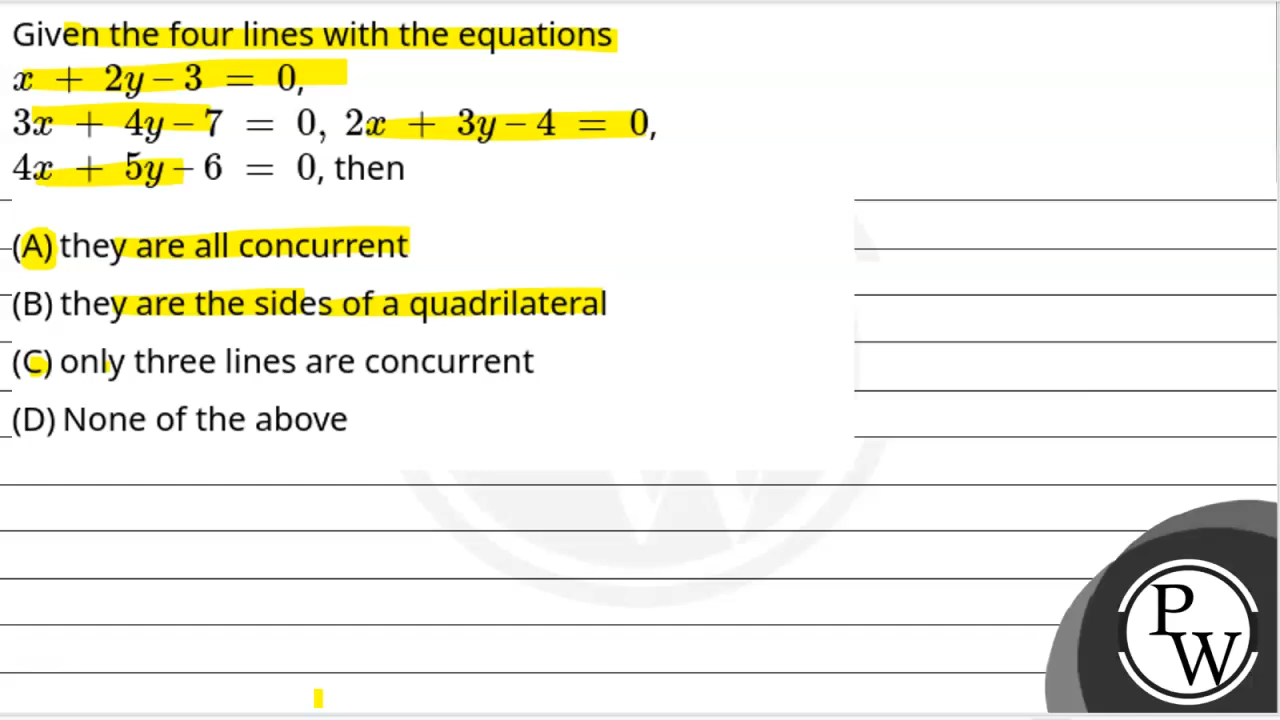 Given the four lines with the equations
x + 2y – 3 = 0,
3x + 4y – 7 = 0, 2x + 3y – 4 = 0,
4x + 5y – 6 = 0, then
(A) they are all concurrent
(B) they are the sides of a quadrilateral
(C) only three lines are concurrent
(D) None of the above
P
W